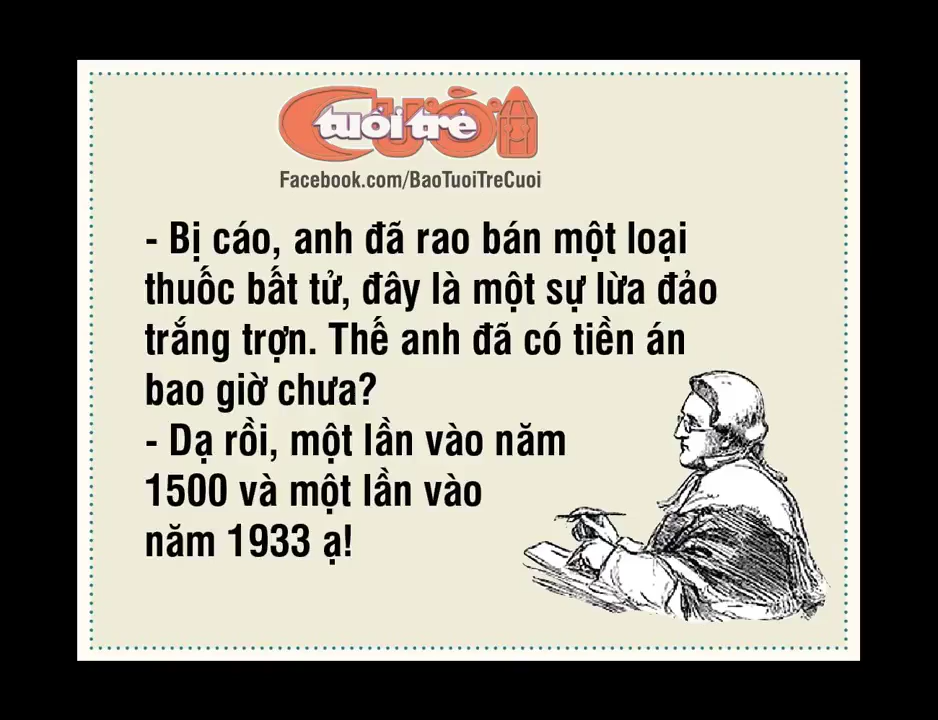 Cười
tuổi trẻ
Facebook.com/BaoTuoiTreCuoi
- Bị cáo, anh đã rao bán một loại
thuốc bất tử, đây là một sự lừa đảo
trắng trợn. Thế anh đã có tiền án
bao giờ chưa?
- Dạ rồi, một lần vào năm
1500 và một lần vào
năm 1933 ạ!